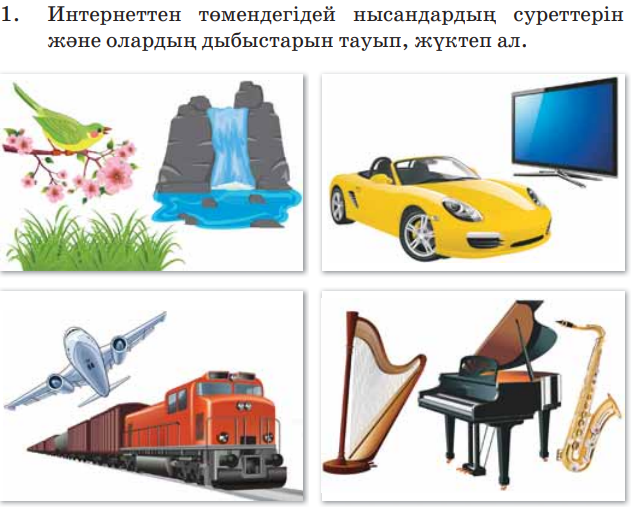 1. Интернеттен төмендегідей нысандардың суреттерін
және олардың дыбыстарын тауып, жүктеп ал.